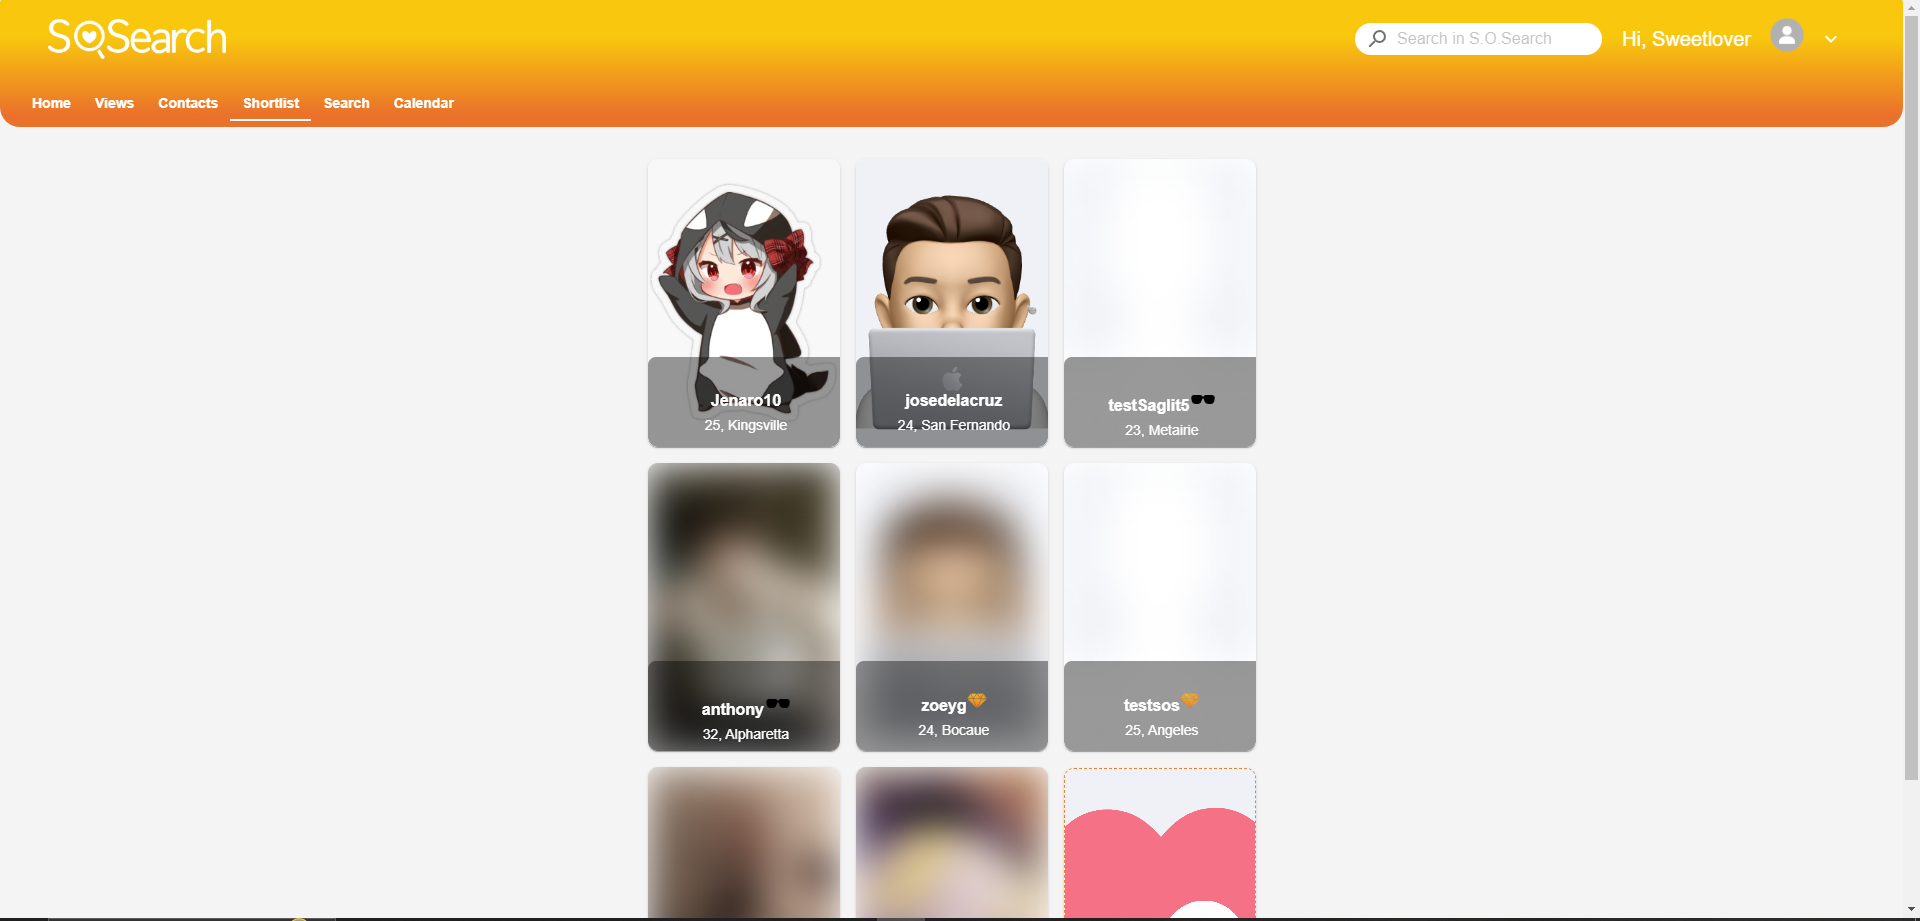 SOSearch
Search in S.O.Search
Hi, Sweetlover
Home Views Contacts Shortlist Search Calendar
Jenaro10
25, Kingsville
josedelacruz
24, San Fernando
testSaglit5
23, Metairie
anthony
32, Alpharetta
zoeyg
24, Bocaue
testsos
25, Angeles